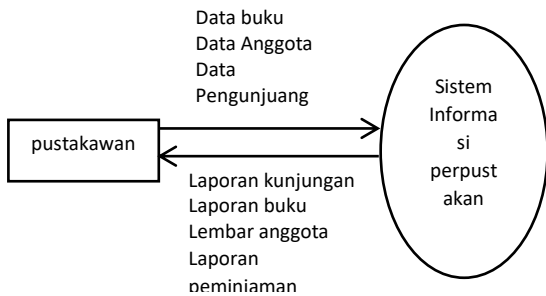 Data buku
Data Anggota
Data
Pengunjuang
pustakawan
Sistem
Informa
si
perpust
akan
Laporan kunjungan
Laporan buku
Lembar anggota
Laporan
peminjaman